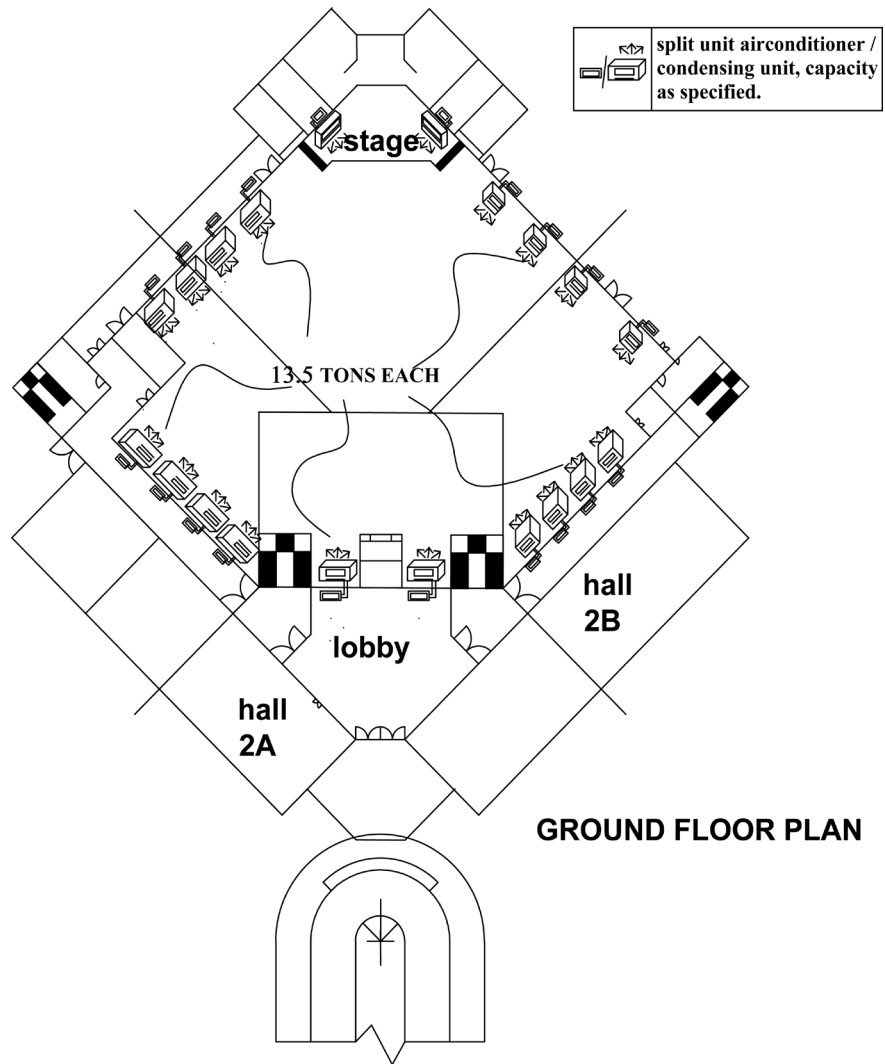 split unit airconditioner /
condensing unit, capacity
as specified.
stage
13.5 TONS EACH
hall
2B
lobby
hall
2A
GROUND FLOOR PLAN